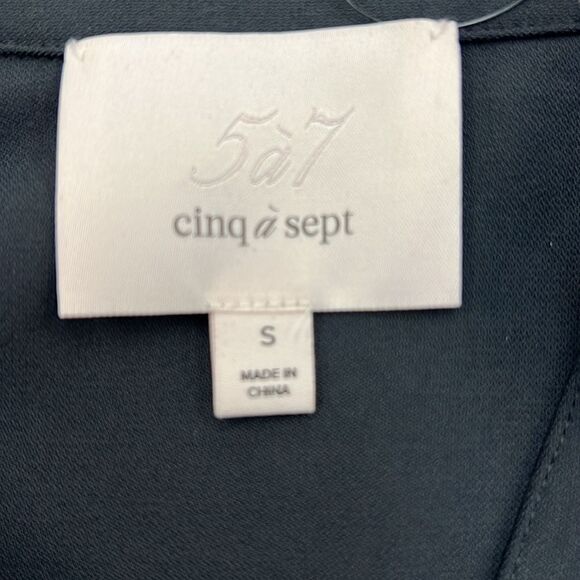 5à7
cinq à sept
S
MADE IN
CHINA